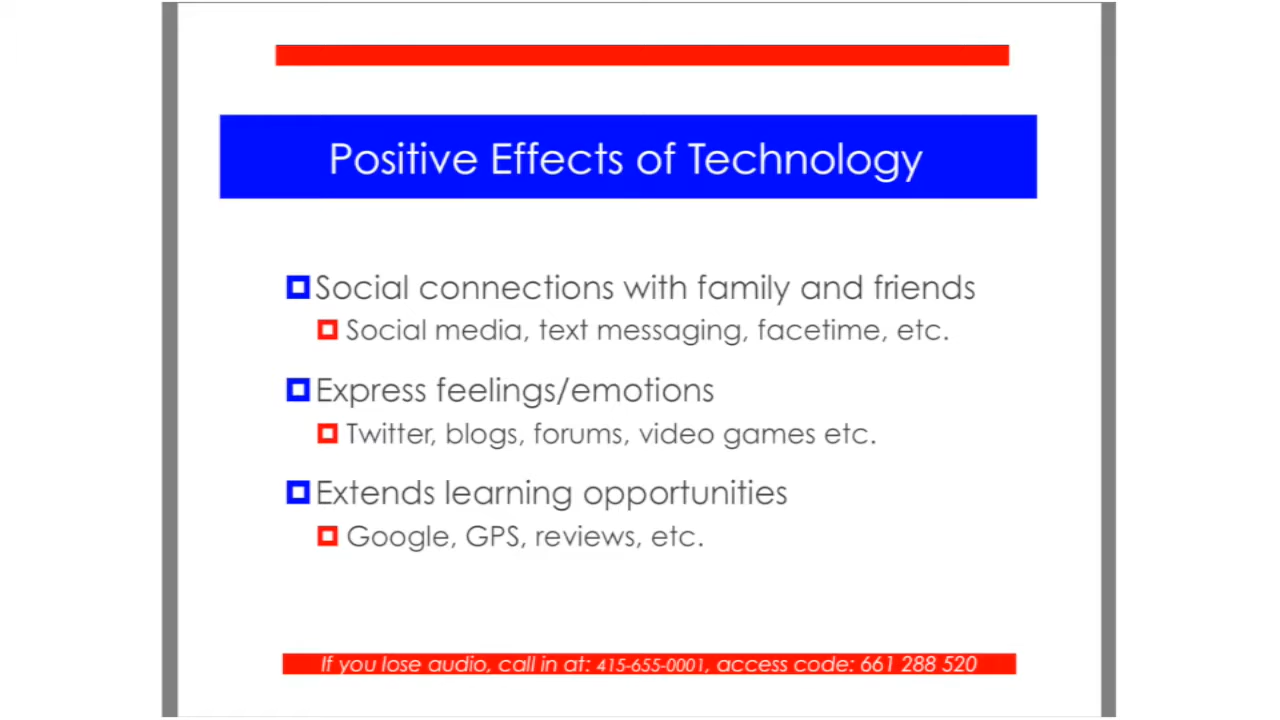 Positive Effects of Technology
Social connections with family and friends
Social media, text messaging, facetime, etc.
Express feelings/emotions
Twitter, blogs, forums, video games etc.
Extends learning opportunities
Google, GPS, reviews, etc.
If you lose audio, call in at: 415-655-0001, access code: 661 288 520